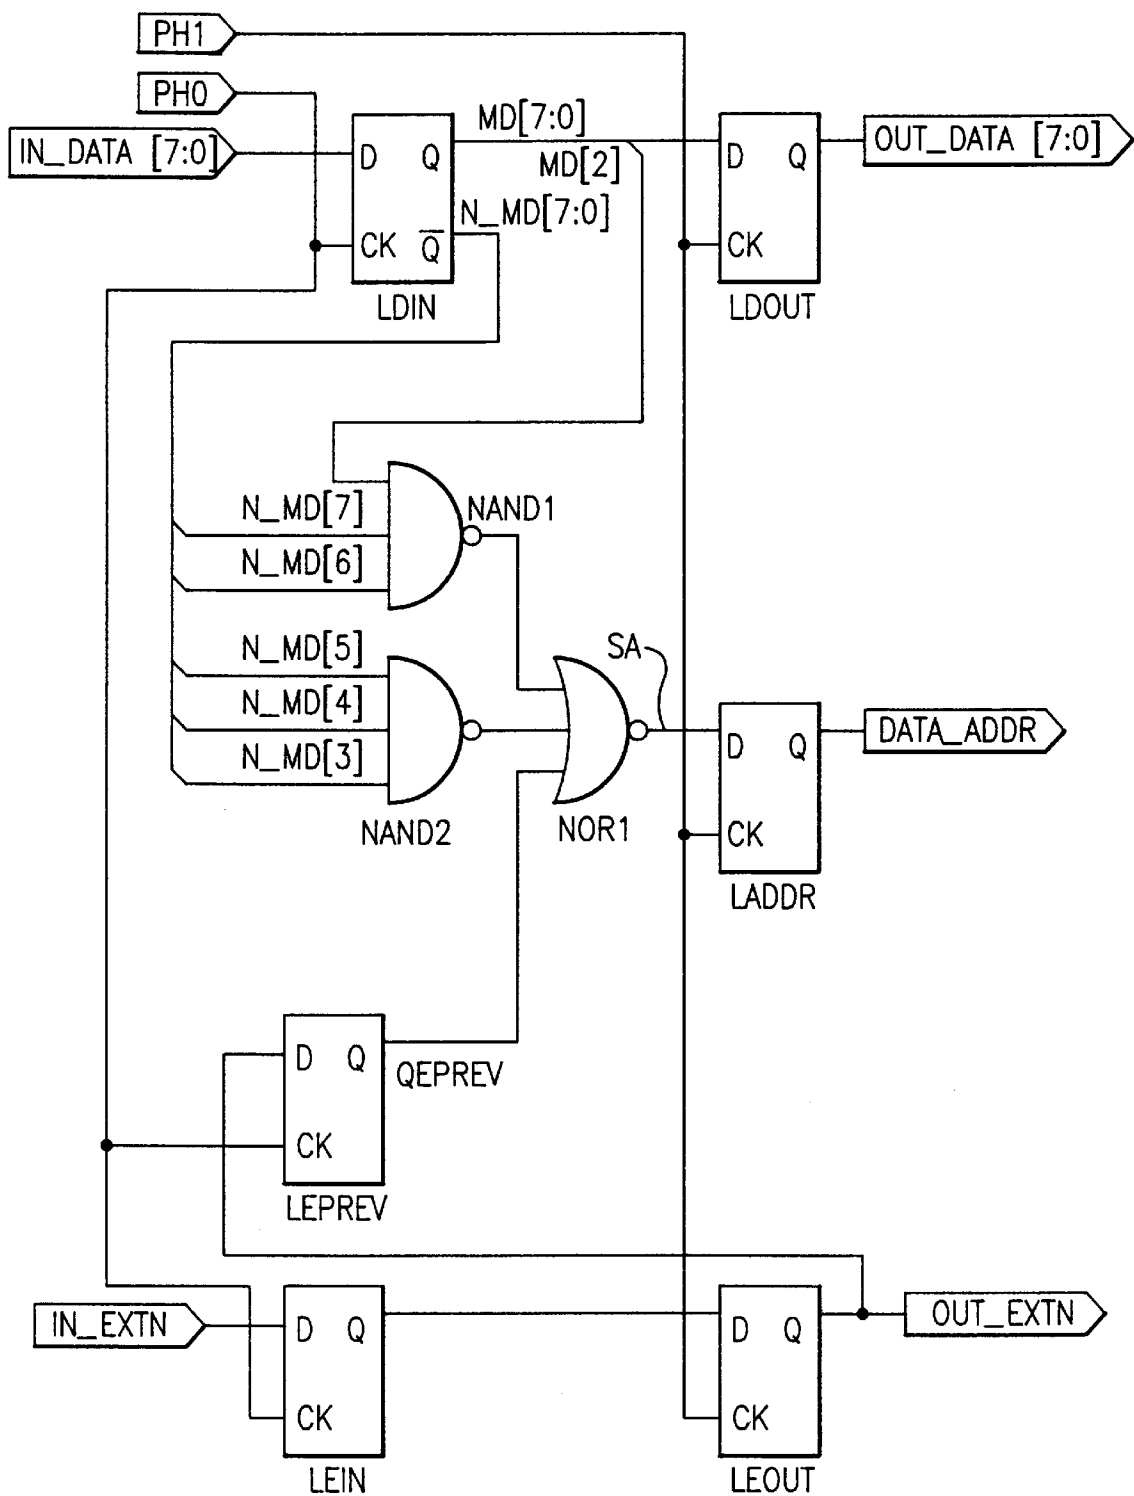 PH1
PH0
IN_DATA [7:0]
D Q
CK Q
LDIN
MD[7:0]
MD[2]
N_MD[7:0]
D Q
CK
LDOUT
OUT_DATA [7:0]
N_MD[7]
N_MD[6]
NAND1
N_MD[5]
N_MD[4]
N_MD[3]
NAND2
NOR1
SA
D Q
CK
LADDR
DATA_ADDR
D Q
CK
LEPREV
QEPREV
IN_EXTN
D Q
CK
LEIN
D Q
CK
LEOUT
OUT_EXTN